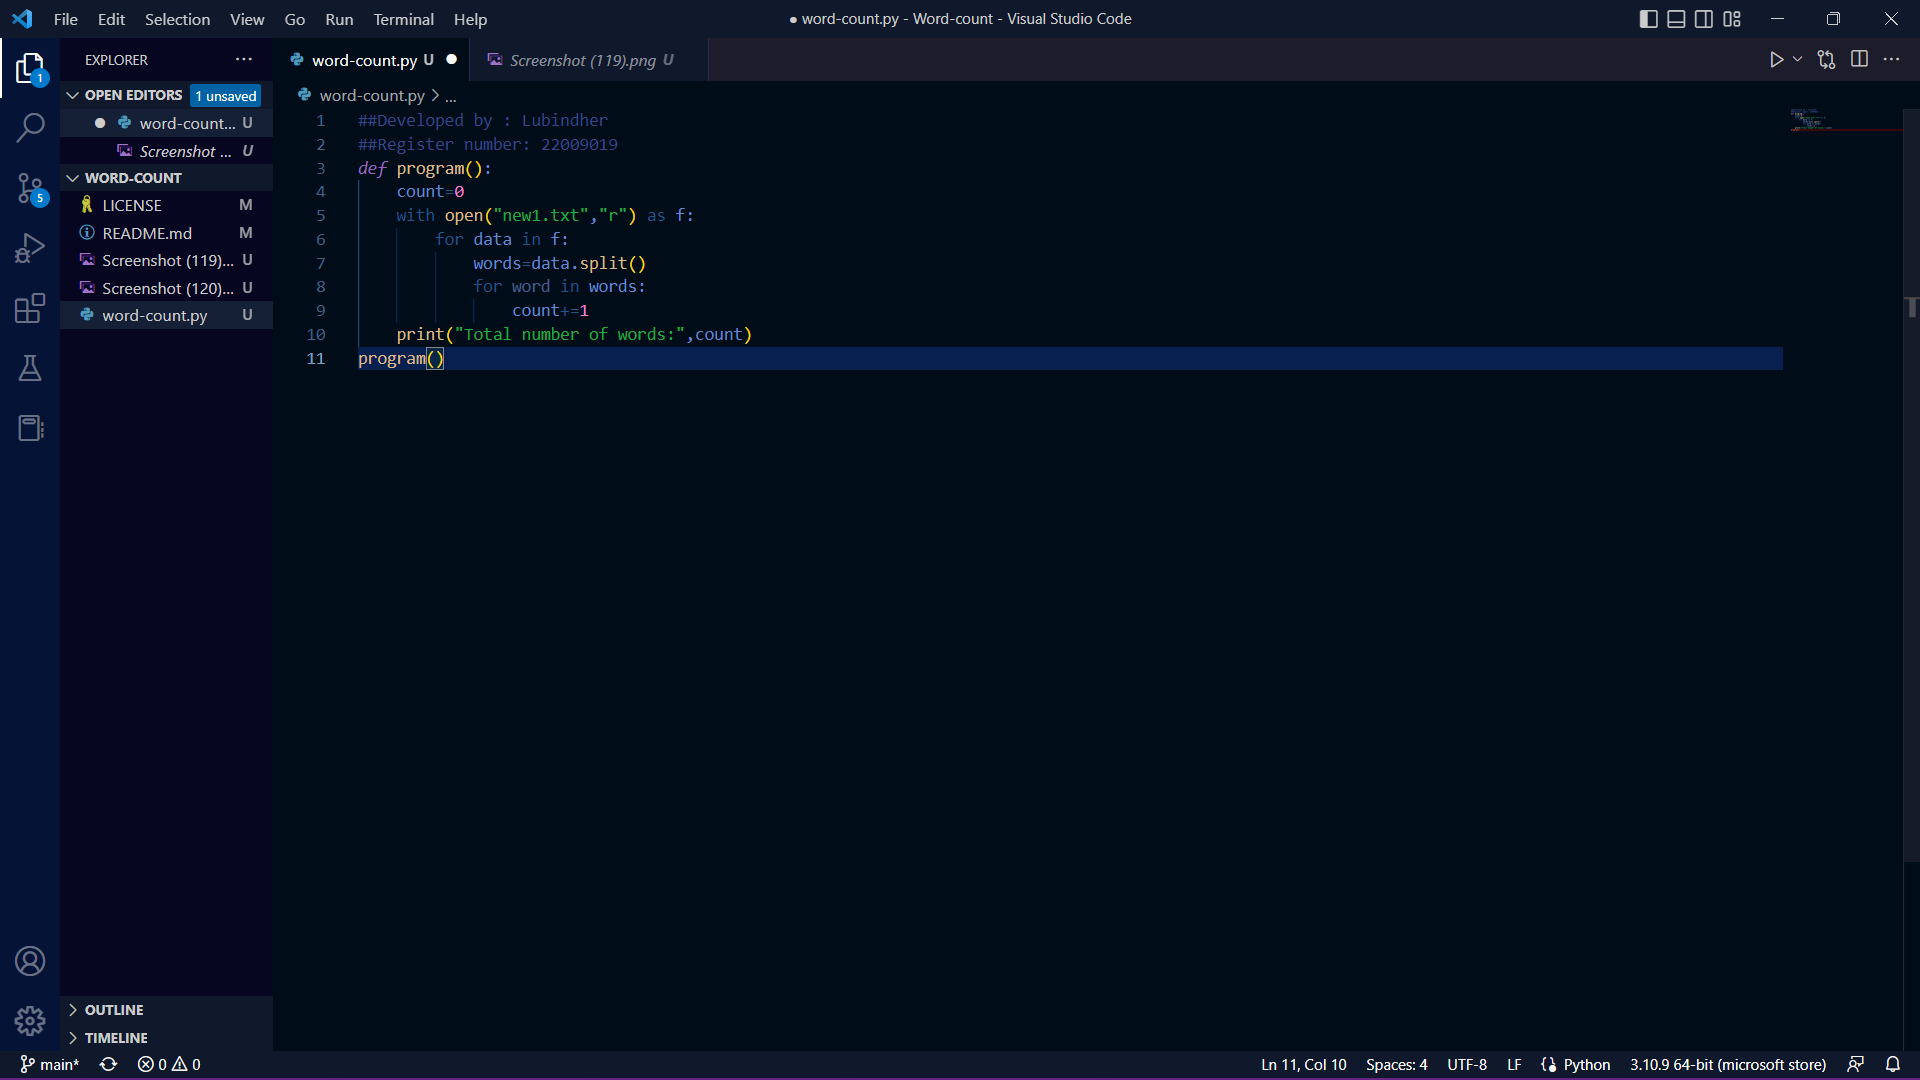 File Edit Selection View Go Run Terminal Help
● word-count.py - Word-count - Visual Studio Code
EXPLORER ...
OPEN EDITORS 1 unsaved
word-count... U
Screenshot ... U
WORD-COUNT
LICENSE M
README.md M
Screenshot (119)... U
Screenshot (120)... U
word-count.py U
OUTLINE
TIMELINE
1
5
word-count.py U ●
Screenshot (119).png U
word-count.py > ...
1 ##Developed by : Lubindher
2 ##Register number: 22009019
3 def program():
4 count=0
5 with open("new1.txt","r") as f:
6 for data in f:
7 words=data.split()
8 for word in words:
9 count+=1
10 print("Total number of words:",count)
11 program()
main* 0 0
Ln 11, Col 10 Spaces: 4 UTF-8 LF {} Python 3.10.9 64-bit (microsoft store)